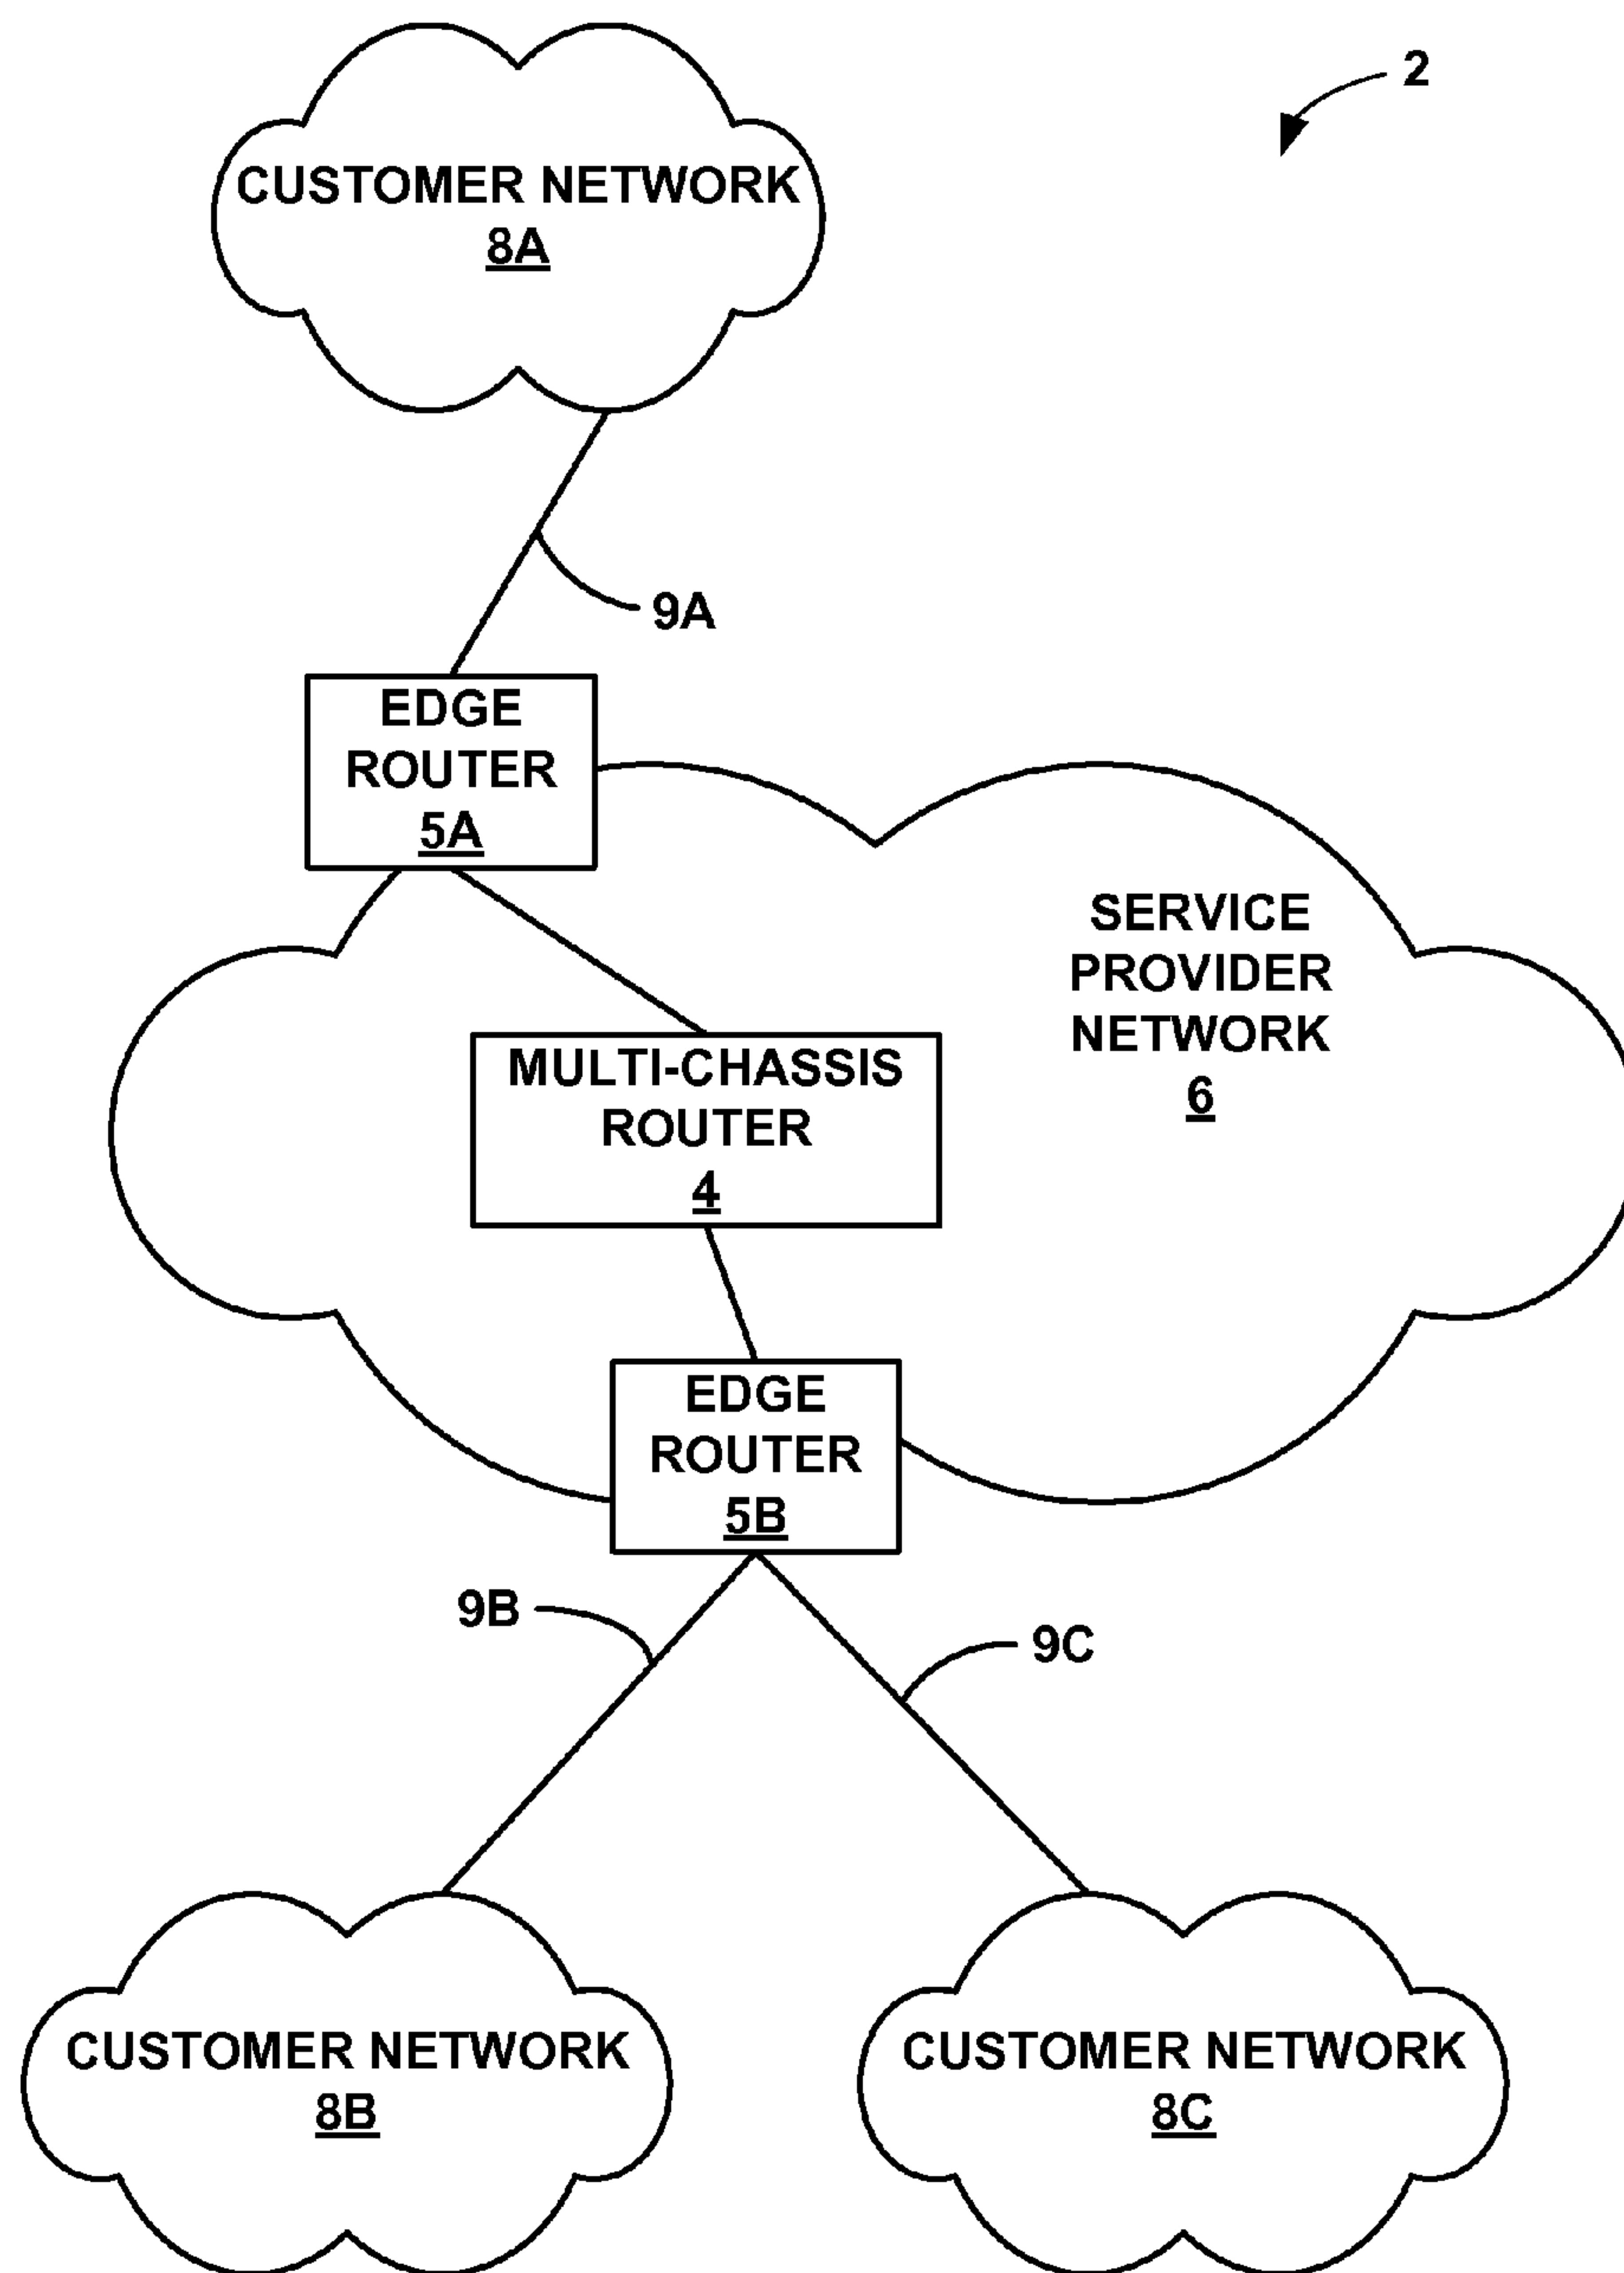 2
CUSTOMER NETWORK
8A
9A
EDGE
ROUTER
5A
SERVICE
PROVIDER
NETWORK
6
MULTI-CHASSIS
ROUTER
4
EDGE
ROUTER
5B
9B
9C
CUSTOMER NETWORK
8B
CUSTOMER NETWORK
8C